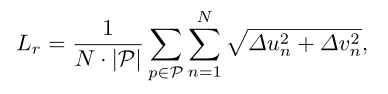 $$L_r = \frac{1}{N \cdot |\mathcal{P}|} \sum_{p \in \mathcal{P}} \sum_{n=1}^{N} \sqrt{\Delta u_n^2 + \Delta v_n^2},$$